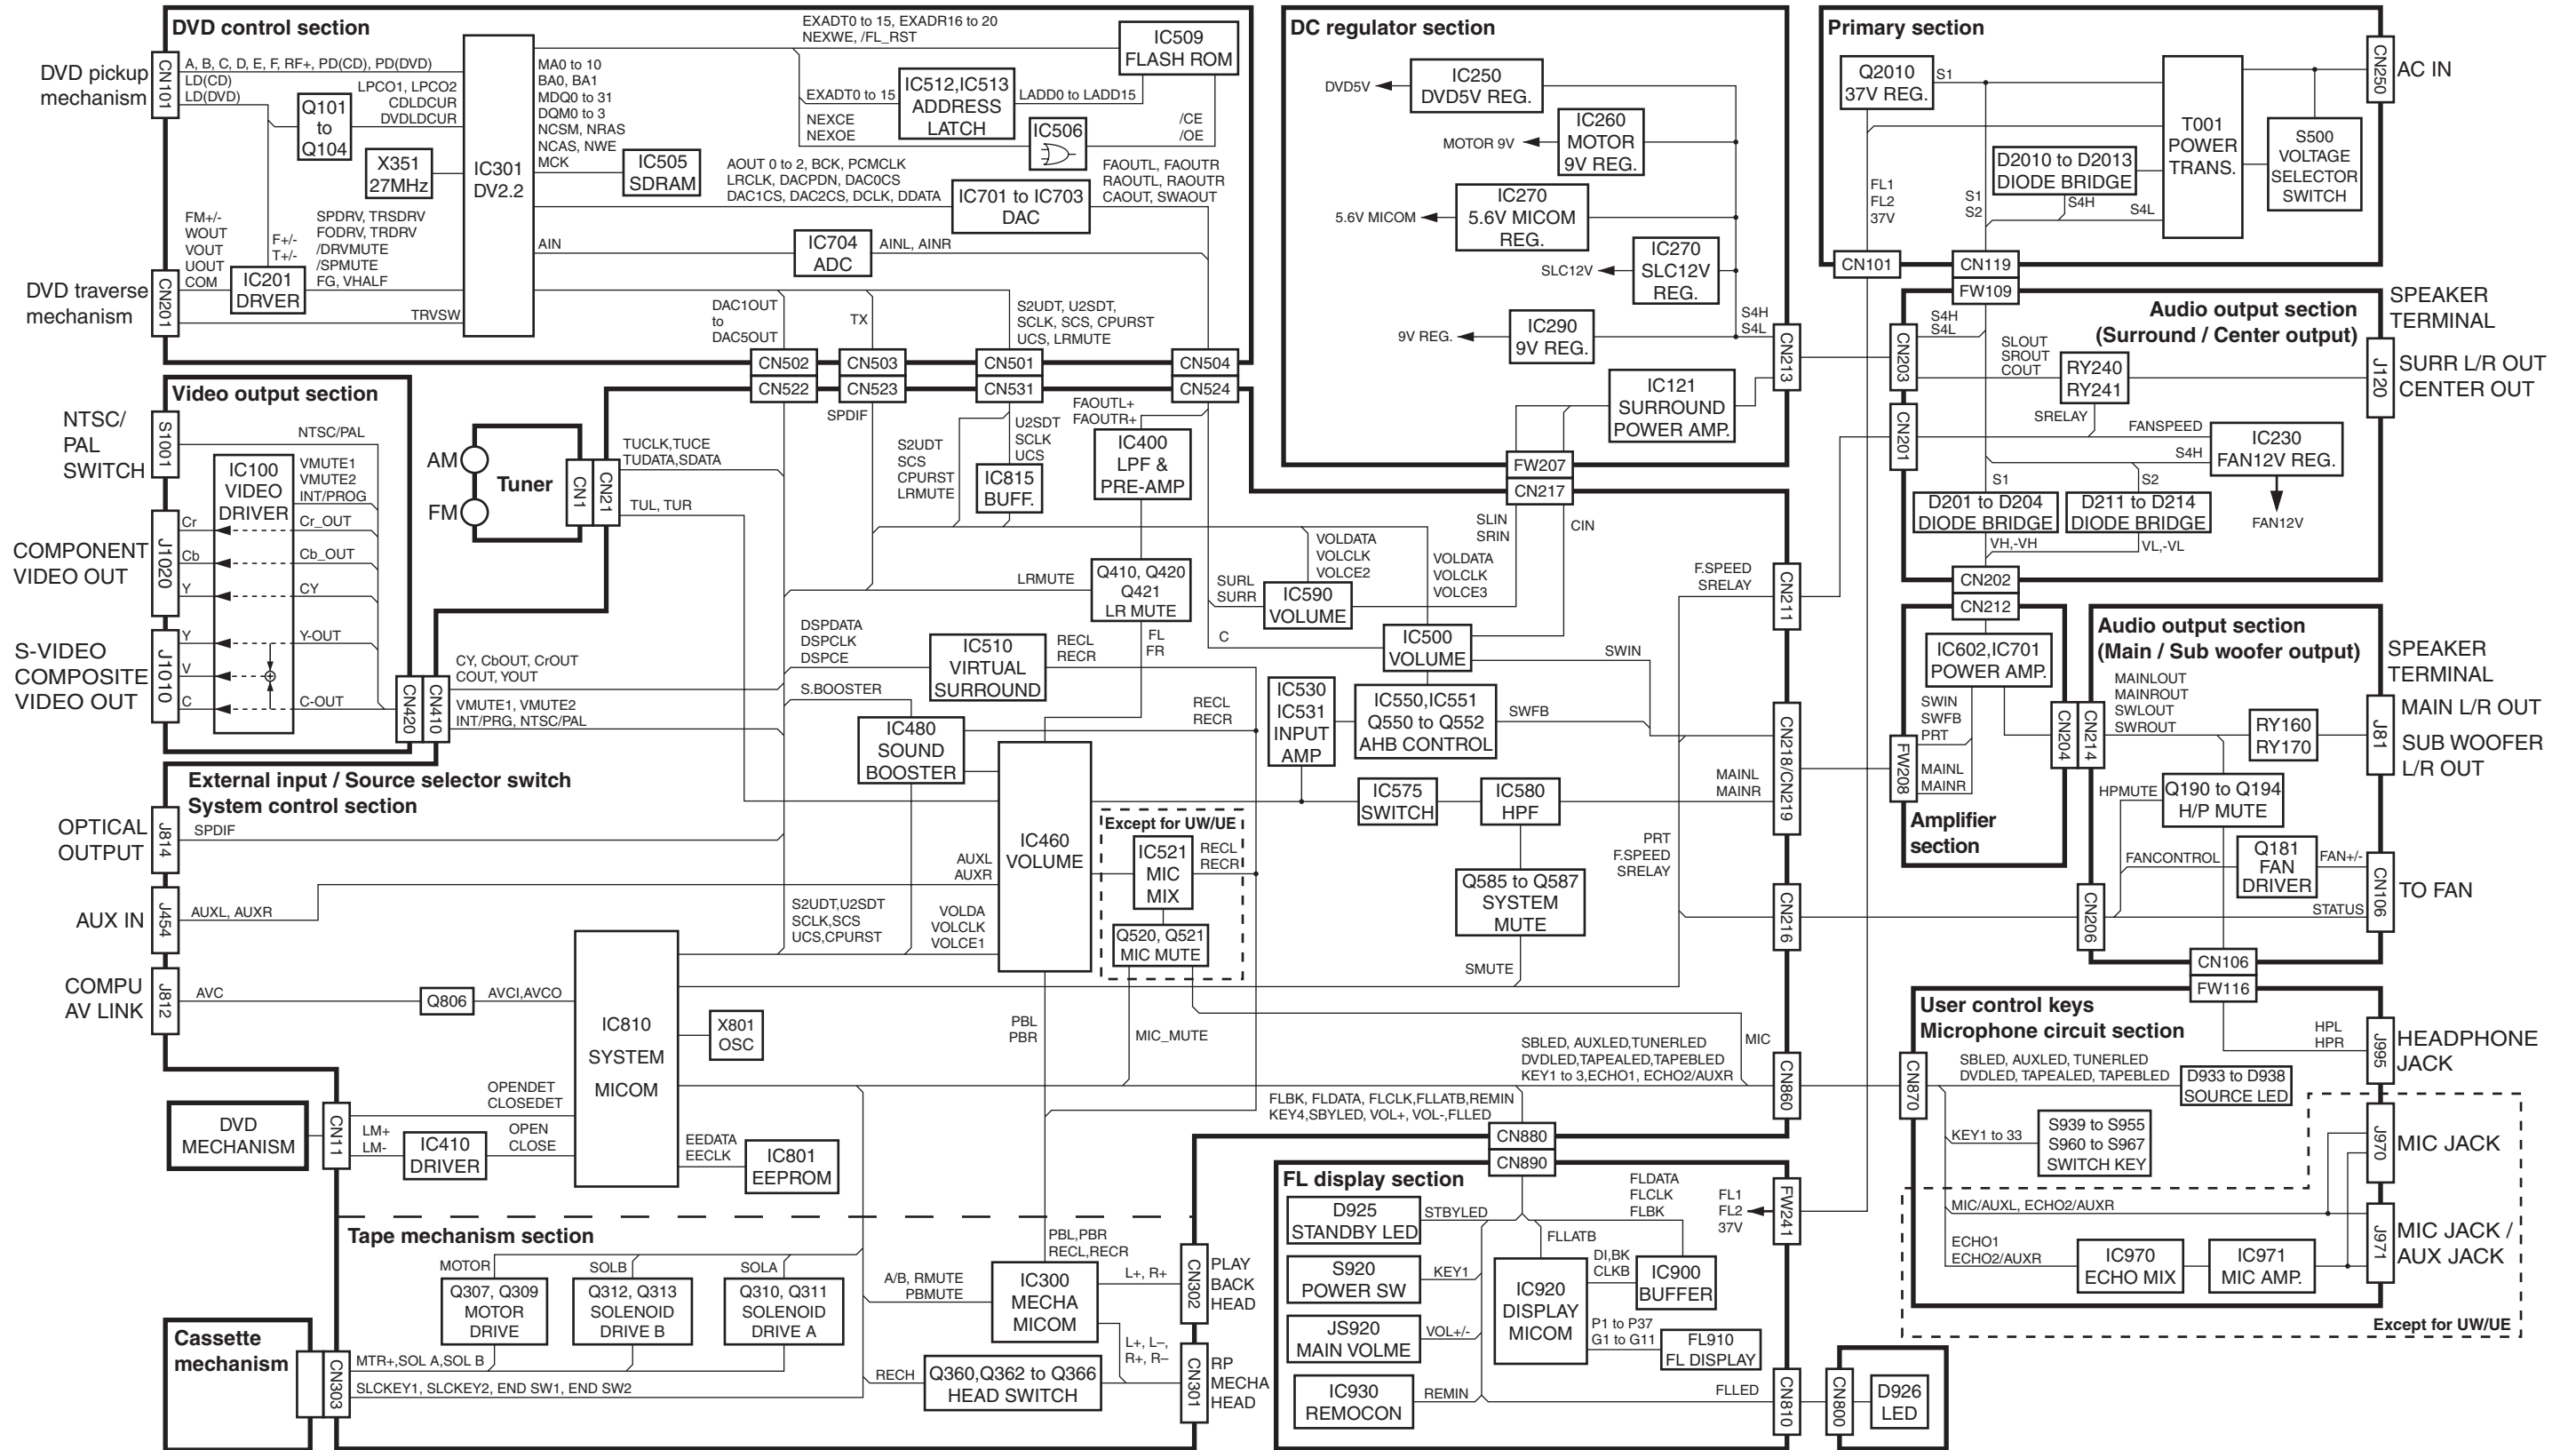 DVD control section
DVD pickup
mechanism
CN101
A, B, C, D, E, F, RF+, PD(CD), PD(DVD)
LD(CD)
LD(DVD)
Q101
to
Q104
LPCO1, LPCO2
CDLDCUR
DVDLDCUR
X351
27MHz
IC301
DV2.2
EXADT0 to 15, EXADR16 to 20
NEXWE, /FL_RST
MA0 to 10
BA0, BA1
MDQ0 to 31
DQM0 to 3
NCSM, NRAS
NCAS, NWE
MCK
EXADT0 to 15
NEXCE
NEXOE
IC512,IC513
ADDRESS
LATCH
LADD0 to LADD15
IC509
FLASH ROM
IC506
/CE
/OE
IC505
SDRAM
AOUT 0 to 2, BCK, PCMCLK
LRCLK, DACPDN, DAC0CS
DAC1CS, DAC2CS, DCLK, DDATA
IC701 to IC703
DAC
FAOUTL, FAOUTR
RAOUTL, RAOUTR
CAOUT, SWAOUT
AIN
IC704
ADC
AINL, AINR
DVD traverse
mechanism
CN201
FM+/-
WOUT
VOUT
UOUT
COM
F+/-
T+/-
IC201
DRVER
SPDRV, TRSDRV
FODRV, TRDRV
/DRVMUTE
/SPMUTE
FG, VHALF
TRVSW
DAC1OUT
to
DAC5OUT
TX
S2UDT, U2SDT,
SCLK, SCS, CPURST
UCS, LRMUTE
CN502
CN503
CN501
CN504
CN522
CN523
CN531
CN524
DC regulator section
DVD5V
IC250
DVD5V REG.
MOTOR 9V
IC260
MOTOR
9V REG.
5.6V MICOM
IC270
5.6V MICOM
REG.
SLC12V
IC270
SLC12V
REG.
9V REG.
IC290
9V REG.
S4H
S4L
CN213
IC121
SURROUND
POWER AMP.
FW207
CN217
Primary section
Q2010
37V REG.
S1
T001
POWER
TRANS.
D2010 to D2013
DIODE BRIDGE
S4H
S4L
S500
VOLTAGE
SELECTOR
SWITCH
CN250
AC IN
FL1
FL2
37V
S1
S2
CN101
CN119
FW109
Audio output section
(Surround / Center output)
SPEAKER
TERMINAL
S4H
S4L
CN203
SLOUT
SROUT
COUT
RY240
RY241
J120
SURR L/R OUT
CENTER OUT
CN201
SRELAY
FANSPEED
S4H
IC230
FAN12V REG.
FAN12V
S1
S2
D201 to D204
DIODE BRIDGE
D211 to D214
DIODE BRIDGE
VH,-VH
VL,-VL
CN202
CN212
Video output section
NTSC/
PAL
SWITCH
S1001
NTSC/PAL
IC100
VIDEO
DRIVER
VMUTE1
VMUTE2
INT/PROG
COMPONENT
VIDEO OUT
J1020
Cr
Cb
Y
Cr_OUT
Cb_OUT
CY
S-VIDEO
COMPOSITE
VIDEO OUT
J1010
Y
V
C
Y-OUT
C-OUT
CN420
CN410
AM
FM
Tuner
CN1
CN21
TUCLK,TUCE
TUDATA,SDATA
TUL, TUR
SPDIF
S2UDT
SCS
CPURST
LRMUTE
U2SDT
SCLK
UCS
IC815
BUFF.
FAOUTL+
FAOUTR+
IC400
LPF &
PRE-AMP
LRMUTE
Q410, Q420
Q421
LR MUTE
FL
FR
SURL
SURR
C
VOLDATA
VOLCLK
VOLCE2
IC590
VOLUME
VOLDATA
VOLCLK
VOLCE3
SLIN
SRIN
CIN
IC500
VOLUME
SWIN
F.SPEED
SRELAY
CN211
CY, CbOUT, CrOUT
COUT, YOUT
VMUTE1, VMUTE2
INT/PRG, NTSC/PAL
DSPDATA
DSPCLK
DSPCE
IC510
VIRTUAL
SURROUND
RECL
RECR
S.BOOSTER
IC480
SOUND
BOOSTER
RECL
RECR
IC530
IC531
INPUT
AMP
IC550,IC551
Q550 to Q552
AHB CONTROL
SWFB
MAINL
MAINR
CN218/CN219
IC575
SWITCH
IC580
HPF
Q585 to Q587
SYSTEM
MUTE
SMUTE
PRT
F.SPEED
SRELAY
CN216
External input / Source selector switch
System control section
OPTICAL
OUTPUT
J814
SPDIF
AUX IN
J454
AUXL, AUXR
COMPU
AV LINK
J812
AVC
Q806
AVCI,AVCO
AUXL
AUXR
IC460
VOLUME
Except for UW/UE
IC521
MIC
MIX
RECL
RECR
Q520, Q521
MIC MUTE
S2UDT,U2SDT
SCLK,SCS
UCS,CPURST
VOLDA
VOLCLK
VOLCE1
IC810
SYSTEM
MICOM
X801
OSC
PBL
PBR
MIC_MUTE
MIC
SBLED, AUXLED,TUNERLED
DVDLED,TAPEALED,TAPEBLED
KEY1 to 3,ECHO1, ECHO2/AUXR
CN860
FLBK, FLDATA, FLCLK,FLLATB,REMIN
KEY4,SBYLED, VOL+, VOL-,FLLED
CN880
CN890
DVD
MECHANISM
CN11
OPENDET
CLOSEDET
LM+
LM-
IC410
DRIVER
OPEN
CLOSE
EEDATA
EECLK
IC801
EEPROM
Amplifier
section
IC602,IC701
POWER AMP.
SWIN
SWFB
PRT
FW208
MAINL
MAINR
CN204
CN214
Audio output section
(Main / Sub woofer output)
MAINLOUT
MAINROUT
SWLOUT
SWROUT
RY160
RY170
J81
SPEAKER
TERMINAL
MAIN L/R OUT
SUB WOOFER
L/R OUT
HPMUTE
Q190 to Q194
H/P MUTE
FANCONTROL
Q181
FAN
DRIVER
FAN+/-
STATUS
CN106
TO FAN
CN206
CN106
FW116
User control keys
Microphone circuit section
HPL
HPR
J995
HEADPHONE
JACK
CN870
SBLED, AUXLED, TUNERLED
DVDLED, TAPEALED, TAPEBLED
D933 to D938
SOURCE LED
KEY1 to 33
S939 to S955
S960 to S967
SWITCH KEY
J970
MIC JACK
MIC/AUXL, ECHO2/AUXR
ECHO1
ECHO2/AUXR
IC970
ECHO MIX
IC971
MIC AMP.
J971
MIC JACK /
AUX JACK
Except for UW/UE
Tape mechanism section
MOTOR
SOLB
SOLA
Q307, Q309
MOTOR
DRIVE
Q312, Q313
SOLENOID
DRIVE B
Q310, Q311
SOLENOID
DRIVE A
Cassette
mechanism
CN303
MTR+,SOL A,SOL B
SLCKEY1, SLCKEY2, END SW1, END SW2
A/B, RMUTE
PBMUTE
PBL,PBR
RECL,RECR
IC300
MECHA
MICOM
L+, R+
CN302
PLAY
BACK
HEAD
L+, L–,
R+, R–
RECH
Q360,Q362 to Q366
HEAD SWITCH
CN301
RP
MECHA
HEAD
FL display section
D925
STANDBY LED
STBYLED
S920
POWER SW
KEY1
JS920
MAIN VOLME
VOL+/-
IC930
REMOCON
REMIN
FLLATB
FLDATA
FLCLK
FLBK
IC920
DISPLAY
MICOM
DI,BK
CLKB
IC900
BUFFER
P1 to P37
G1 to G11
FL910
FL DISPLAY
FL1
FL2
37V
FW241
FLLED
CN810
CN800
D926
LED